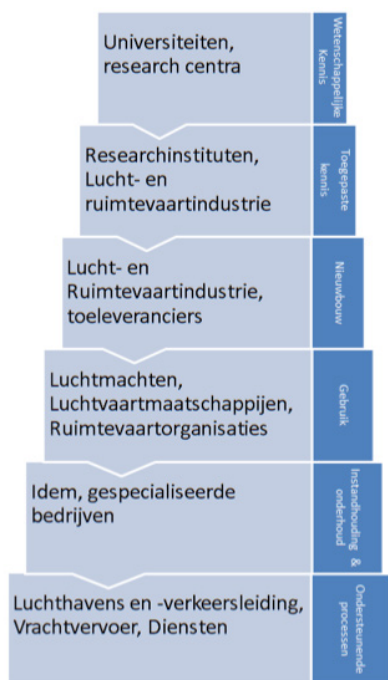 Universiteiten,
research centra
Wetenschappelijke
Kennis
Researchinstituten,
Lucht- en
ruimtevaartindustrie
Toegepaste
kennis
Lucht- en
Ruimtevaartindustrie,
toeleveranciers
Nieuwbouw
Luchtmachten,
Luchtvaartmaatschappijen,
Ruimtevaartorganisaties
Gebruik
Idem, gespecialiseerde
bedrijven
Instandhouding &
onderhoud
Luchthavens en -verkeersleiding,
Vrachtvervoer, Diensten
Ondersteunende
processen